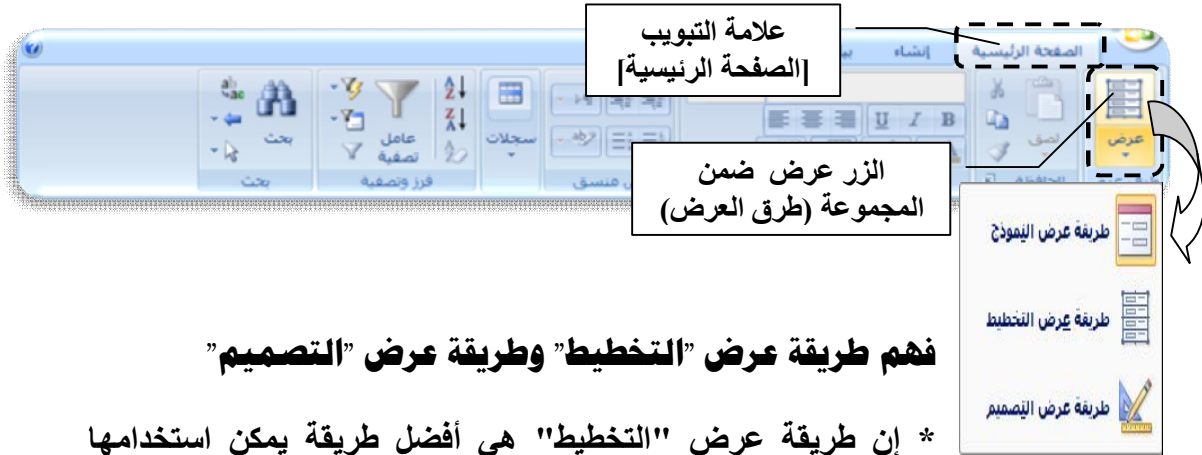 علامة التبويب
[الصفحة الرئيسية]
الصفحة الرئيسية
إنشاء
عرض
لصق
الحافظة
B I U
منسق
سجلات
عامل
تصفية
فرز وتصفية
بحث
بحث
الزر عرض ضمن
المجموعة (طرق العرض)
طريقة عرض النموذج
طريقة عرض التخطيط
طريقة عرض التصميم
فهم طريقة عرض ”التخطيط“ وطريقة عرض ”التصميم“
* إن طريقة عرض "التخطيط" هي أفضل طريقة يمكن استخدامها